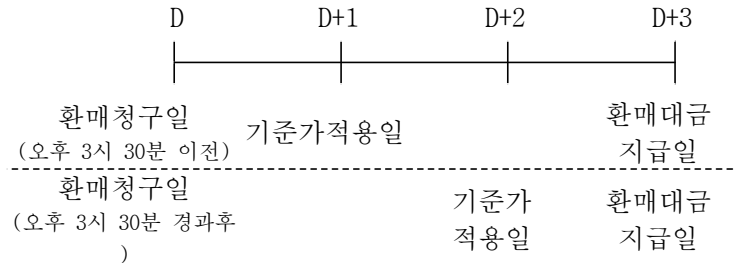 D D+1 D+2 D+3
환매청구일
(오후 3시 30분 이전)
기준가적용일
환매대금
지급일
환매청구일
(오후 3시 30분 경과후
)
기준가
적용일
환매대금
지급일